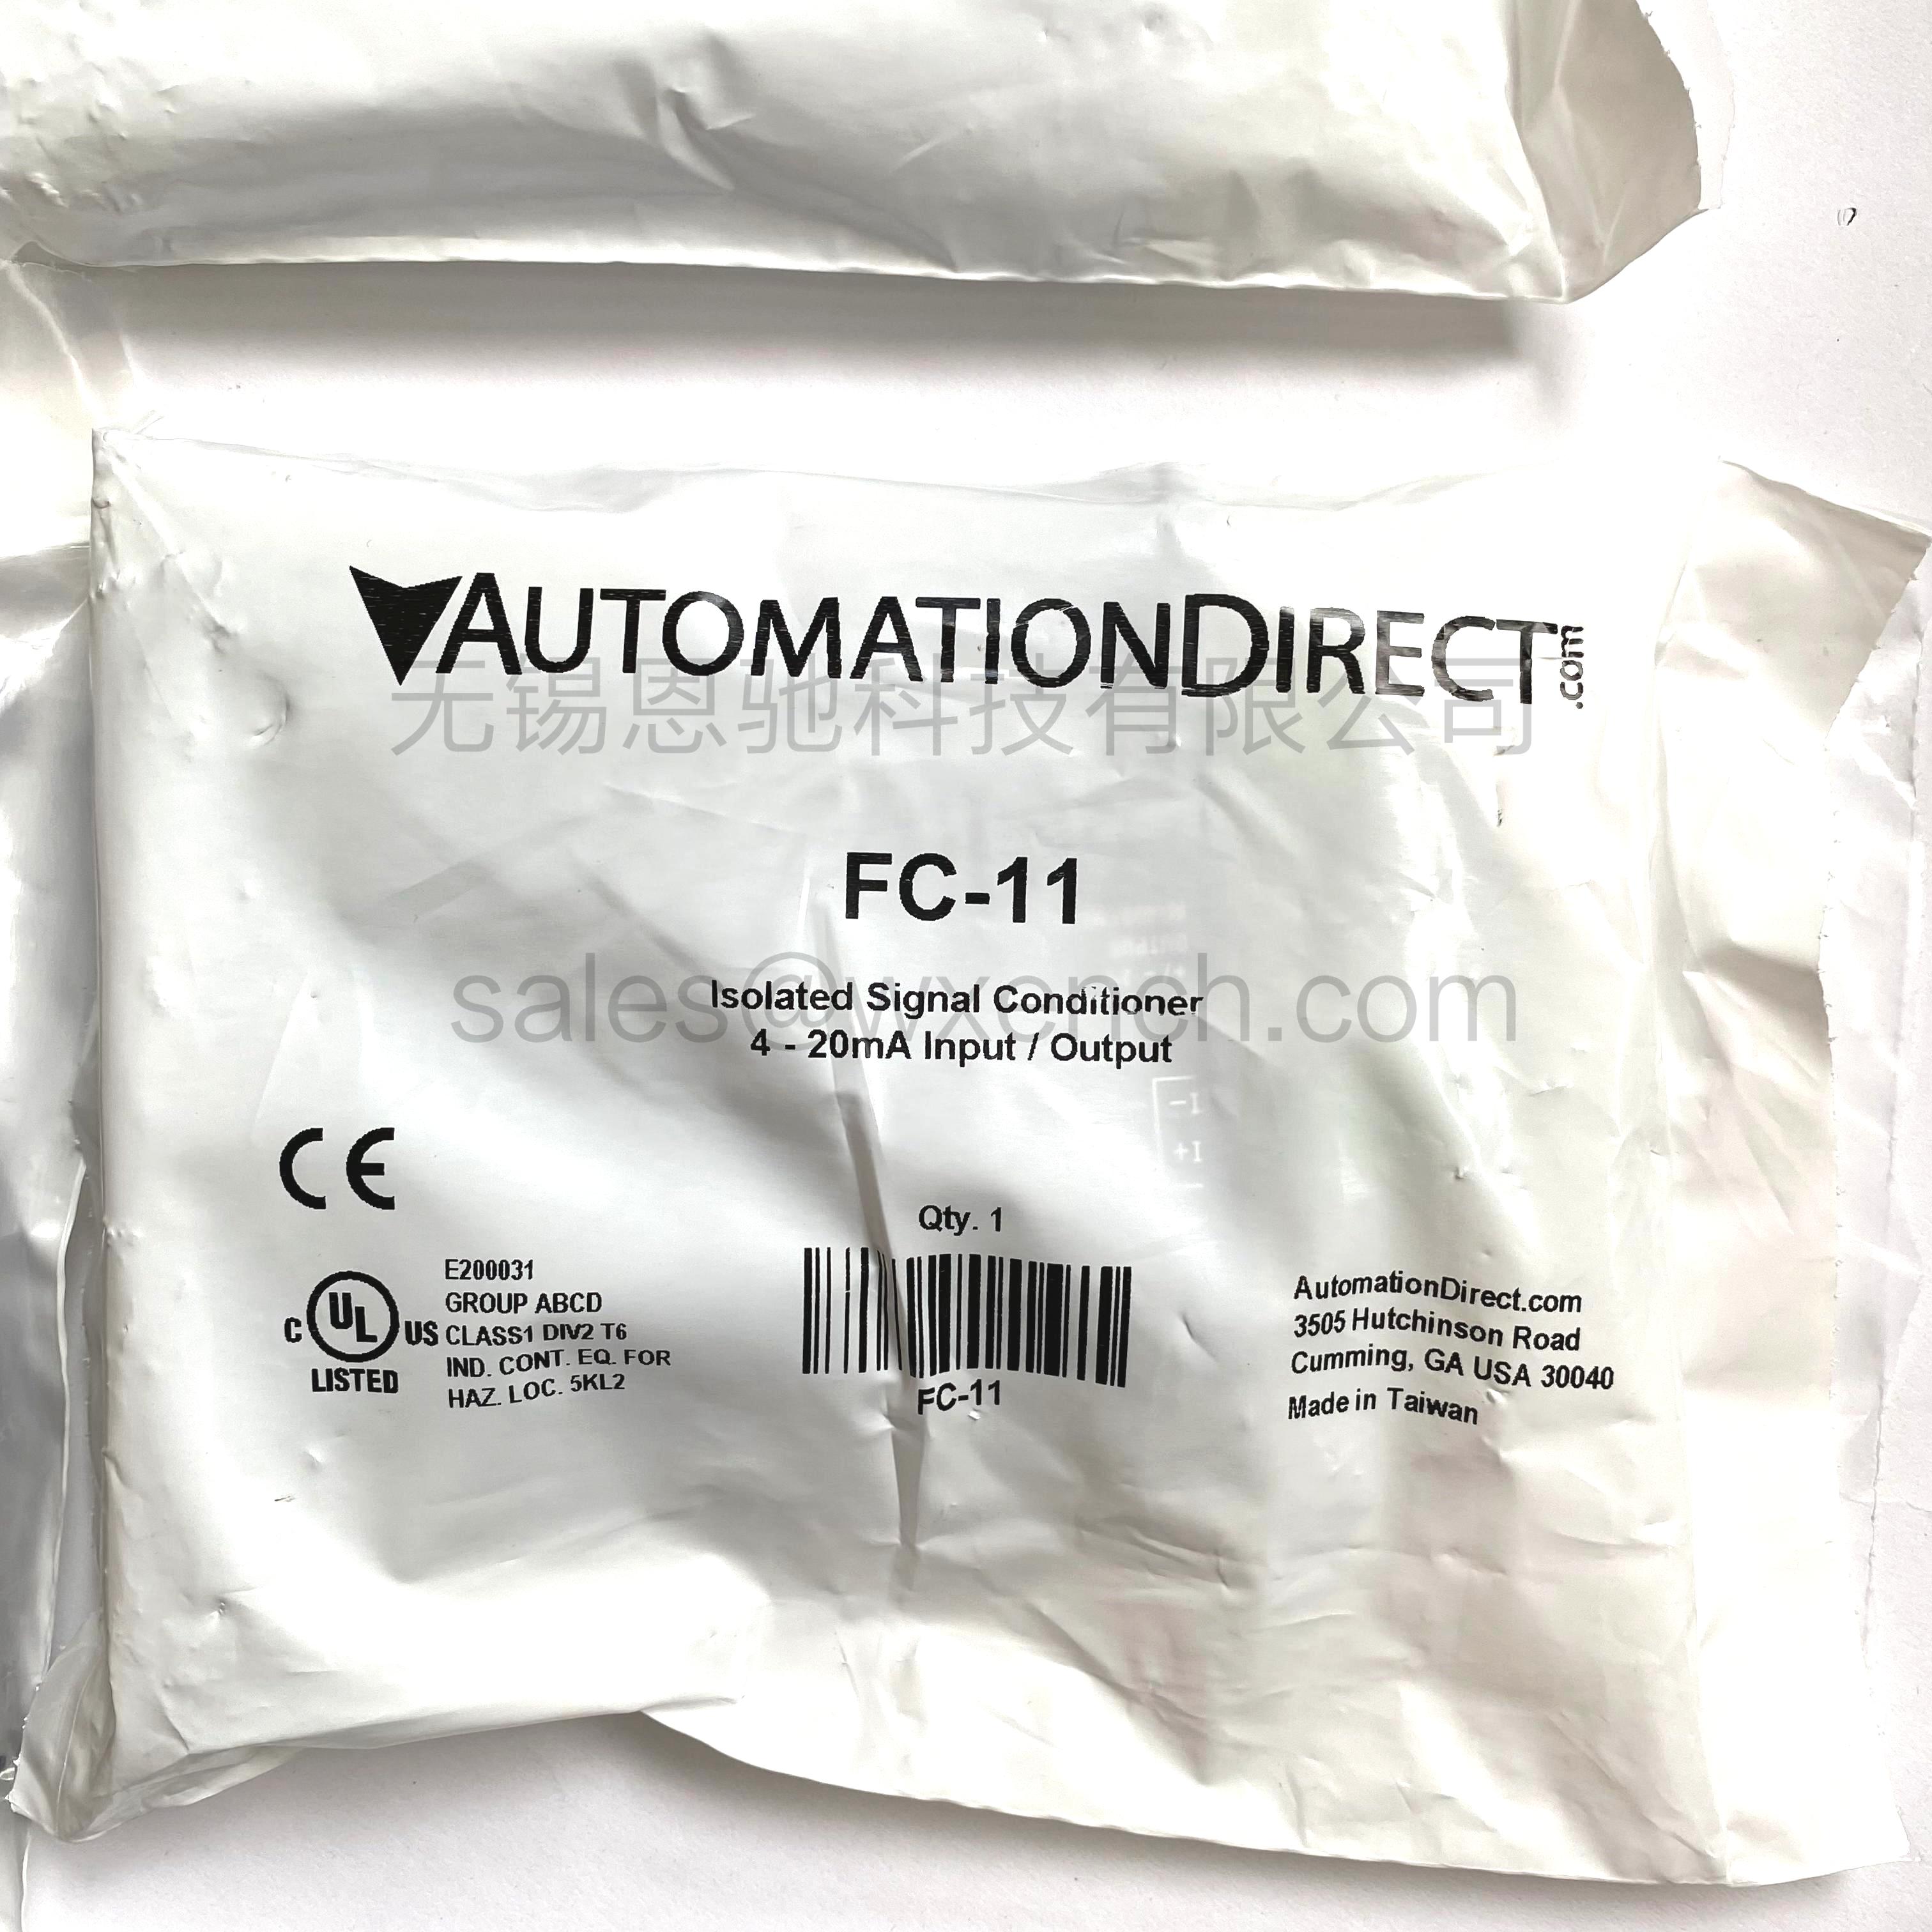 AUTOMATIONDIRECT.com
无锡恩驰科技有限公司
FC-11
sales@wxench.com
Isolated Signal Conditioner
4 - 20mA Input / Output
I-
I+
CE
Qty. 1
C UL US
LISTED
E200031
GROUP ABCD
CLASS1 DIV2 T6
IND. CONT. EQ. FOR
HAZ. LOC. 5KL2
FC-11
AutomationDirect.com
3505 Hutchinson Road
Cumming, GA USA 30040
Made in Taiwan